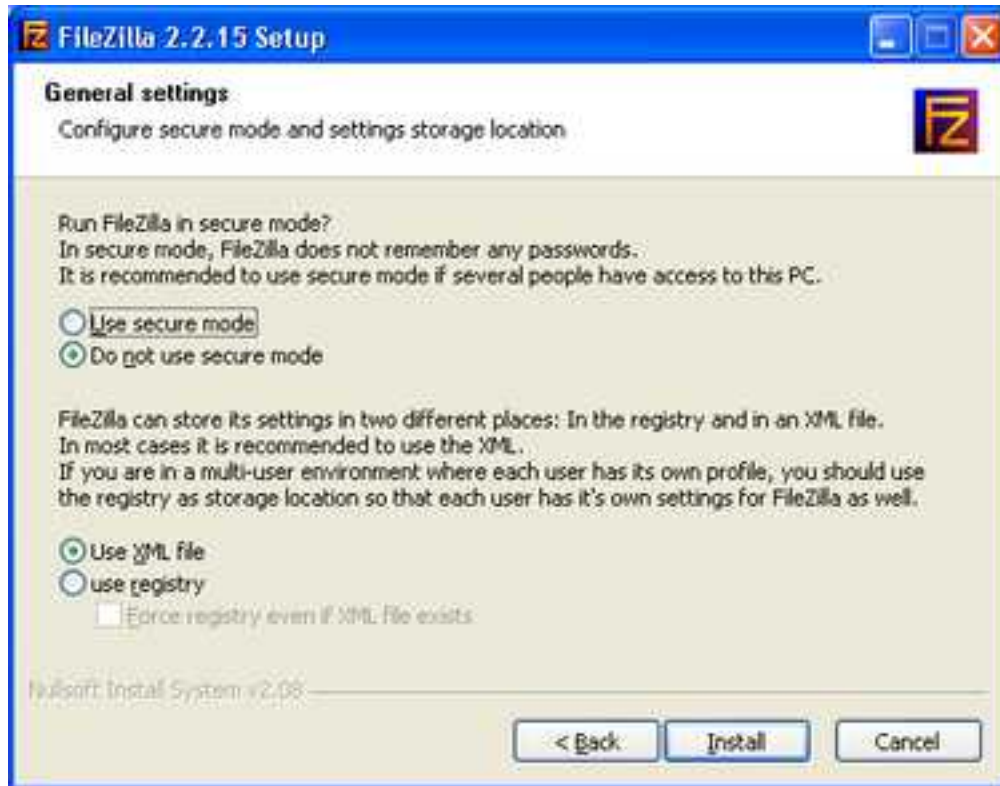 FileZilla 2.2.15 Setup
General settings
Configure secure mode and settings storage location
FZ
Run FileZilla in secure mode?
In secure mode, FileZilla does not remember any passwords.
It is recommended to use secure mode if several people have access to this PC.
Use secure mode
Do not use secure mode
FileZilla can store its settings in two different places: In the registry and in an XML file.
In most cases it is recommended to use the XML.
If you are in a multi-user environment where each user has its own profile, you should use
the registry as storage location so that each user has it's own settings for FileZilla as well.
Use XML file
use registry
Force registry even if XML file exists
Nullsoft Install System v2.08
< Back
Install
Cancel